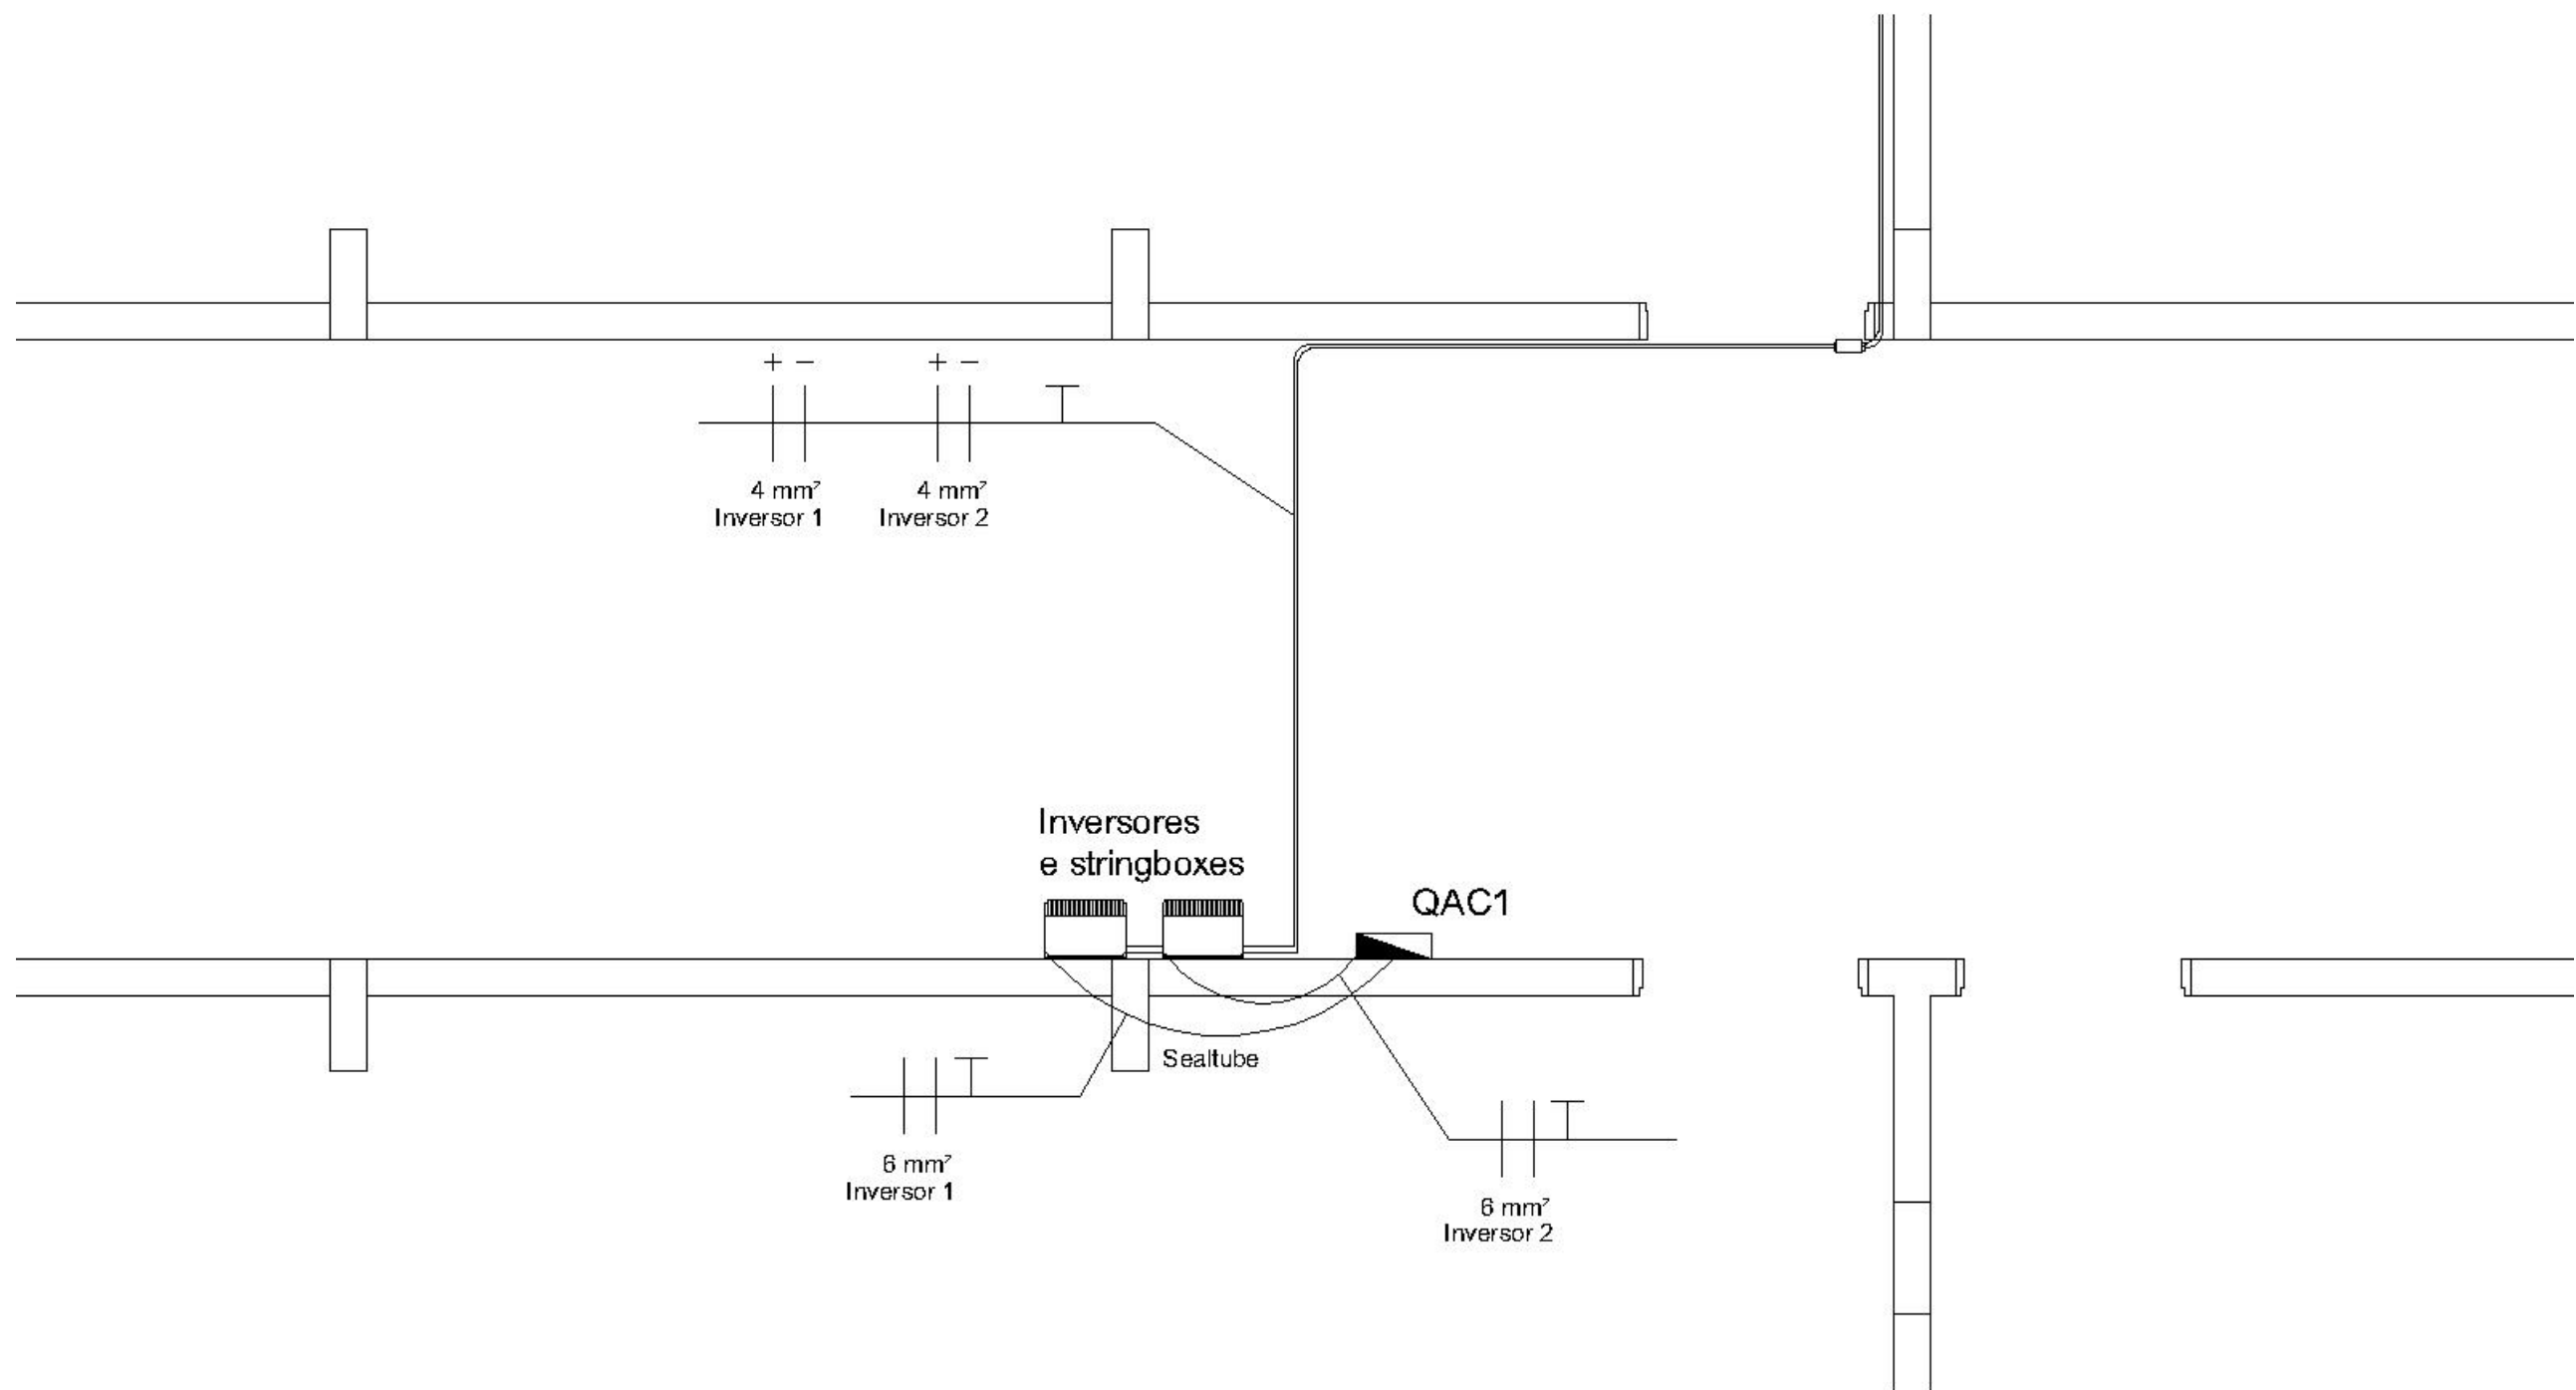 + − + −
4 mm² 4 mm²
Inversor 1 Inversor 2
Inversores
e stringboxes
QAC1
Sealtube
6 mm²
Inversor 1
6 mm²
Inversor 2